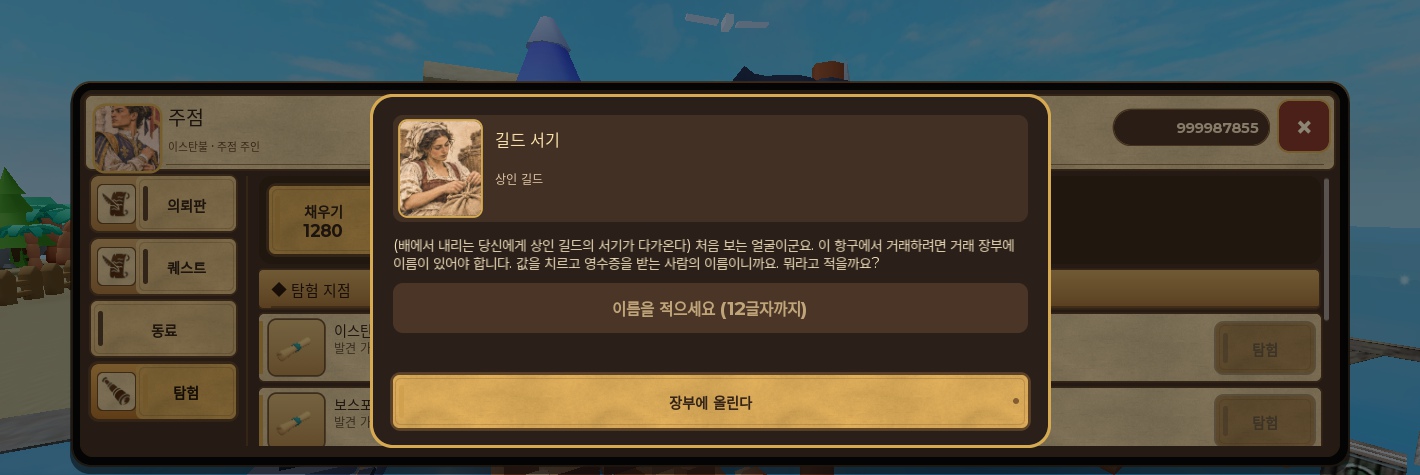 주점
이스탄불 · 주점 주인
999987855
×
의뢰판
퀘스트
동료
탐험
채우기
1280
◆ 탐험 지점
발견
탐험
발견
탐험
길드 서기
상인 길드
(배에서 내리는 당신에게 상인 길드의 서기가 다가온다) 처음 보는 얼굴이군요. 이 항구에서 거래하려면 거래 장부에
이름이 있어야 합니다. 값을 치르고 영수증을 받는 사람의 이름이니까요. 뭐라고 적을까요?
이름을 적으세요 (12글자까지)
장부에 올린다